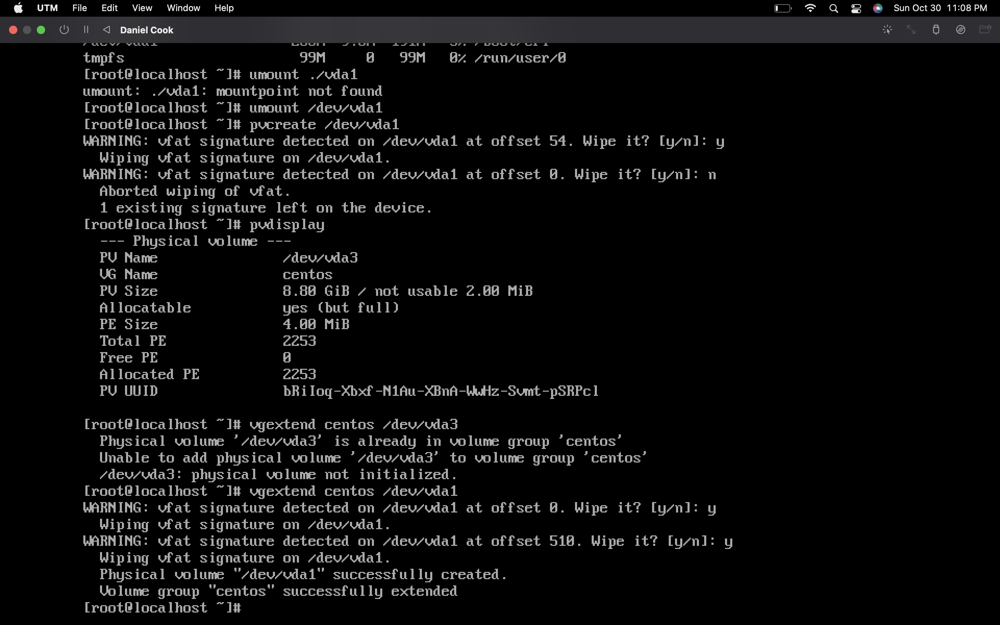 UTM File Edit View Window Help Sun Oct 30 11:08 PM
Daniel Cook
/dev/vda1 200M 9.8M 191M 5% /boot/efi
tmpfs 99M 0 99M 0% /run/user/0
[root@localhost ~]# umount ./vda1
umount: ./vda1: mountpoint not found
[root@localhost ~]# umount /dev/vda1
[root@localhost ~]# pvcreate /dev/vda1
WARNING: vfat signature detected on /dev/vda1 at offset 54. Wipe it? [y/n]: y
  Wiping vfat signature on /dev/vda1.
WARNING: vfat signature detected on /dev/vda1 at offset 0. Wipe it? [y/n]: n
  Aborted wiping of vfat.
  1 existing signature left on the device.
[root@localhost ~]# pvdisplay
  --- Physical volume ---
  PV Name /dev/vda3
  VG Name centos
  PV Size 8.80 GiB / not usable 2.00 MiB
  Allocatable yes (but full)
  PE Size 4.00 MiB
  Total PE 2253
  Free PE 0
  Allocated PE 2253
  PV UUID bRiIoq-Xbxf-N1Au-XBnA-WwHz-Svmt-pSRPcl
[root@localhost ~]# vgextend centos /dev/vda3
  Physical volume '/dev/vda3' is already in volume group 'centos'
  Unable to add physical volume '/dev/vda3' to volume group 'centos'
  /dev/vda3: physical volume not initialized.
[root@localhost ~]# vgextend centos /dev/vda1
WARNING: vfat signature detected on /dev/vda1 at offset 0. Wipe it? [y/n]: y
  Wiping vfat signature on /dev/vda1.
WARNING: vfat signature detected on /dev/vda1 at offset 510. Wipe it? [y/n]: y
  Wiping vfat signature on /dev/vda1.
  Physical volume "/dev/vda1" successfully created.
  Volume group "centos" successfully extended
[root@localhost ~]#